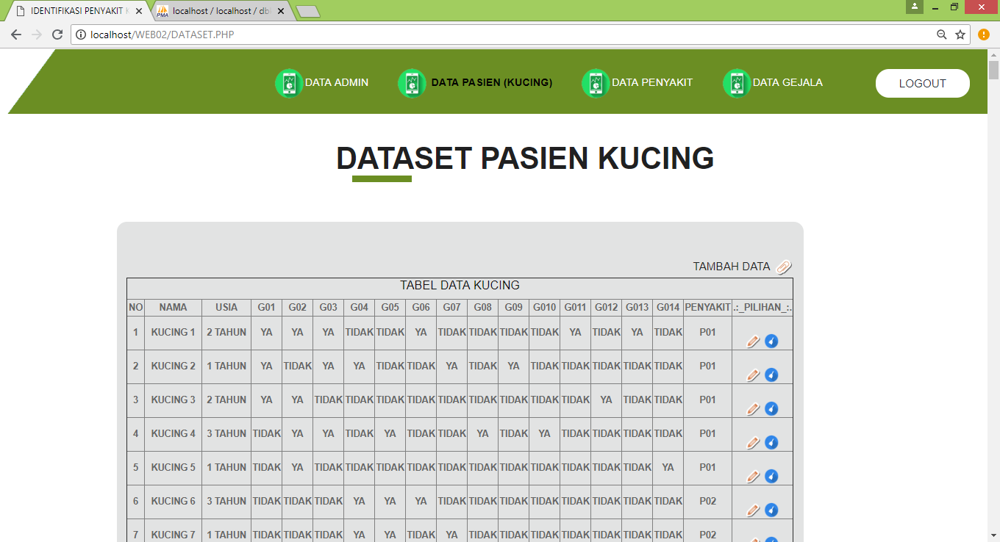 IDENTIFIKASI PENYAKIT K
localhost / localhost / db
localhost/WEB02/DATASET.PHP
DATA ADMIN DATA PASIEN (KUCING) DATA PENYAKIT DATA GEJALA LOGOUT
DATASET PASIEN KUCING
TAMBAH DATA
TABEL DATA KUCING
NO NAMA USIA G01 G02 G03 G04 G05 G06 G07 G08 G09 G010 G011 G012 G013 G014 PENYAKIT .:_PILIHAN_:.
1 KUCING 1 2 TAHUN YA YA YA TIDAK TIDAK YA TIDAK TIDAK TIDAK TIDAK YA TIDAK YA TIDAK P01
2 KUCING 2 1 TAHUN YA TIDAK YA YA TIDAK TIDAK YA TIDAK YA TIDAK TIDAK TIDAK TIDAK TIDAK P01
3 KUCING 3 2 TAHUN YA YA TIDAK TIDAK TIDAK TIDAK TIDAK TIDAK TIDAK TIDAK TIDAK YA TIDAK TIDAK P01
4 KUCING 4 3 TAHUN TIDAK YA YA TIDAK YA TIDAK TIDAK YA TIDAK YA TIDAK TIDAK TIDAK TIDAK P01
5 KUCING 5 1 TAHUN TIDAK YA TIDAK TIDAK TIDAK TIDAK TIDAK TIDAK TIDAK TIDAK TIDAK TIDAK TIDAK YA P01
6 KUCING 6 3 TAHUN TIDAK TIDAK TIDAK YA YA YA TIDAK TIDAK TIDAK TIDAK TIDAK TIDAK TIDAK TIDAK P02
7 KUCING 7 1 TAHUN TIDAK TIDAK TIDAK YA YA TIDAK YA TIDAK TIDAK TIDAK TIDAK TIDAK TIDAK TIDAK P02